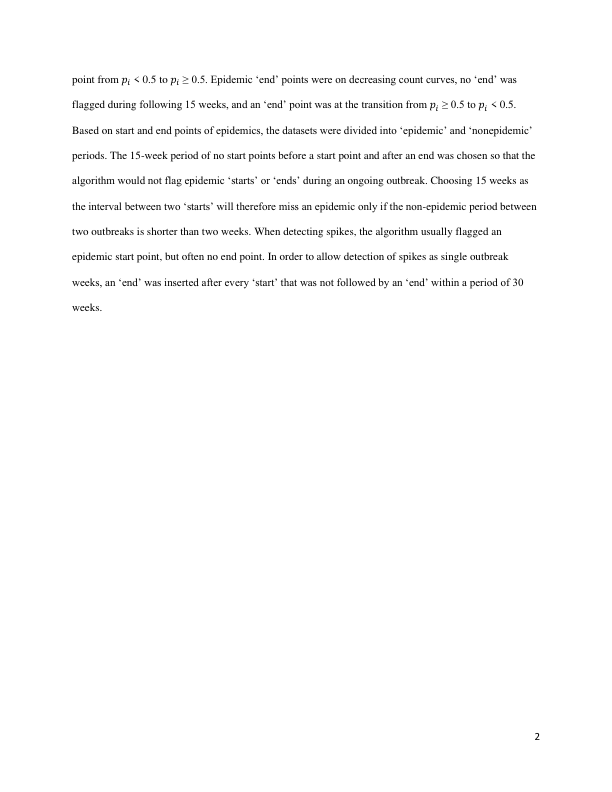 point from pᵢ < 0.5 to pᵢ ≥ 0.5. Epidemic ‘end’ points were on decreasing count curves, no ‘end’ was
flagged during following 15 weeks, and an ‘end’ point was at the transition from pᵢ ≥ 0.5 to pᵢ < 0.5.
Based on start and end points of epidemics, the datasets were divided into ‘epidemic’ and ‘nonepidemic’
periods. The 15-week period of no start points before a start point and after an end was chosen so that the
algorithm would not flag epidemic ‘starts’ or ‘ends’ during an ongoing outbreak. Choosing 15 weeks as
the interval between two ‘starts’ will therefore miss an epidemic only if the non-epidemic period between
two outbreaks is shorter than two weeks. When detecting spikes, the algorithm usually flagged an
epidemic start point, but often no end point. In order to allow detection of spikes as single outbreak
weeks, an ‘end’ was inserted after every ‘start’ that was not followed by an ‘end’ within a period of 30
weeks.
2